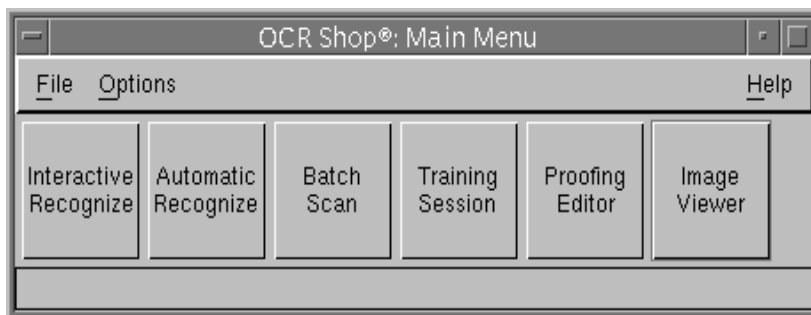 OCR Shop®: Main Menu
File Options Help
Interactive Recognize
Automatic Recognize
Batch Scan
Training Session
Proofing Editor
Image Viewer